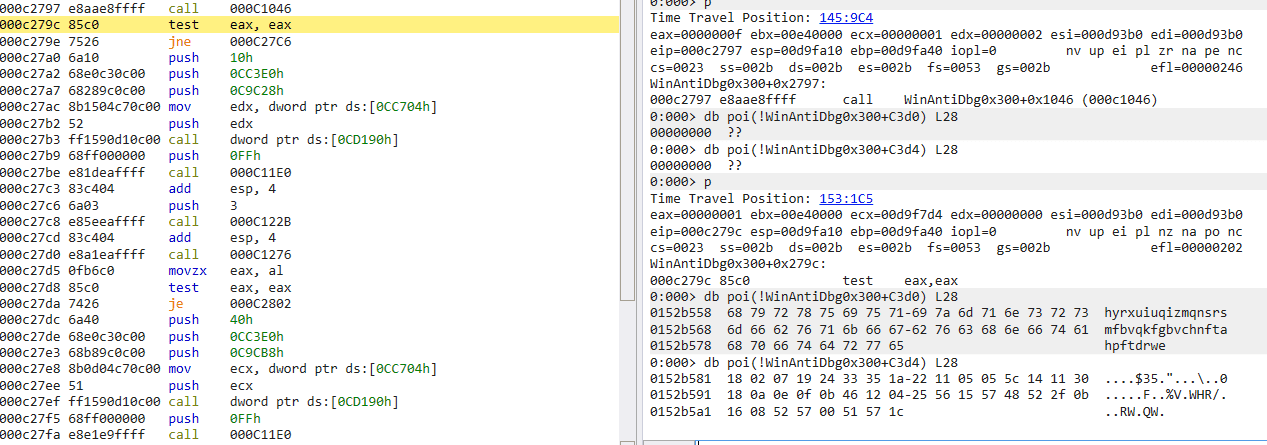 000c2797 e8aae8ffff call 000C1046
000c279c 85c0 test eax, eax
000c279e 7526 jne 000C27C6
000c27a0 6a10 push 10h
000c27a2 68e0c30c00 push 0CC3E0h
000c27a7 68289c0c00 push 0C9C28h
000c27ac 8b1504c70c00 mov edx, dword ptr ds:[0CC704h]
000c27b2 52 push edx
000c27b3 ff1590d10c00 call dword ptr ds:[0CD190h]
000c27b9 68ff000000 push 0FFh
000c27be e81deaffff call 000C11E0
000c27c3 83c404 add esp, 4
000c27c6 6a03 push 3
000c27c8 e85eeaffff call 000C122B
000c27cd 83c404 add esp, 4
000c27d0 e8a1eaffff call 000C1276
000c27d5 0fb6c0 movzx eax, al
000c27d8 85c0 test eax, eax
000c27da 7426 je 000C2802
000c27dc 6a40 push 40h
000c27de 68e0c30c00 push 0CC3E0h
000c27e3 68b89c0c00 push 0C9CB8h
000c27e8 8b0d04c70c00 mov ecx, dword ptr ds:[0CC704h]
000c27ee 51 push ecx
000c27ef ff1590d10c00 call dword ptr ds:[0CD190h]
000c27f5 68ff000000 push 0FFh
000c27fa e8e1e9ffff call 000C11E0
0:000> p
Time Travel Position: 145:9C4
eax=0000000f ebx=00e40000 ecx=00000001 edx=00000002 esi=000d93b0 edi=000d93b0
eip=000c2797 esp=00d9fa10 ebp=00d9fa40 iopl=0 nv up ei pl zr na pe nc
cs=0023 ss=002b ds=002b es=002b fs=0053 gs=002b efl=00000246
WinAntiDbg0x300+0x2797:
000c2797 e8aae8ffff call WinAntiDbg0x300+0x1046 (000c1046)
0:000> db poi(!WinAntiDbg0x300+C3d0) L28
00000000 ??
0:000> db poi(!WinAntiDbg0x300+C3d4) L28
00000000 ??
0:000> p
Time Travel Position: 153:1C5
eax=00000001 ebx=00e40000 ecx=00d9f7d4 edx=00000000 esi=000d93b0 edi=000d93b0
eip=000c279c esp=00d9fa10 ebp=00d9fa40 iopl=0 nv up ei pl nz na po nc
cs=0023 ss=002b ds=002b es=002b fs=0053 gs=002b efl=00000202
WinAntiDbg0x300+0x279c:
000c279c 85c0 test eax,eax
0:000> db poi(!WinAntiDbg0x300+C3d0) L28
0152b558 68 79 72 78 75 69 75 71-69 7a 6d 71 6e 73 72 73 hyrxuiuqizmqnsrs
0152b568 6d 66 62 76 71 6b 66 67-62 76 63 68 6e 66 74 61 mfbvqkfgbvchnfta
0152b578 68 70 66 74 64 72 77 65 hpftdrwe
0:000> db poi(!WinAntiDbg0x300+C3d4) L28
0152b581 18 02 07 19 24 33 35 1a-22 11 05 05 5c 14 11 30 ....$35."...\..0
0152b591 18 0a 0e 0f 0b 46 12 04-25 56 15 57 48 52 2f 0b .....F..%V.WHR/.
0152b5a1 16 08 52 57 00 51 57 1c ..RW.QW.